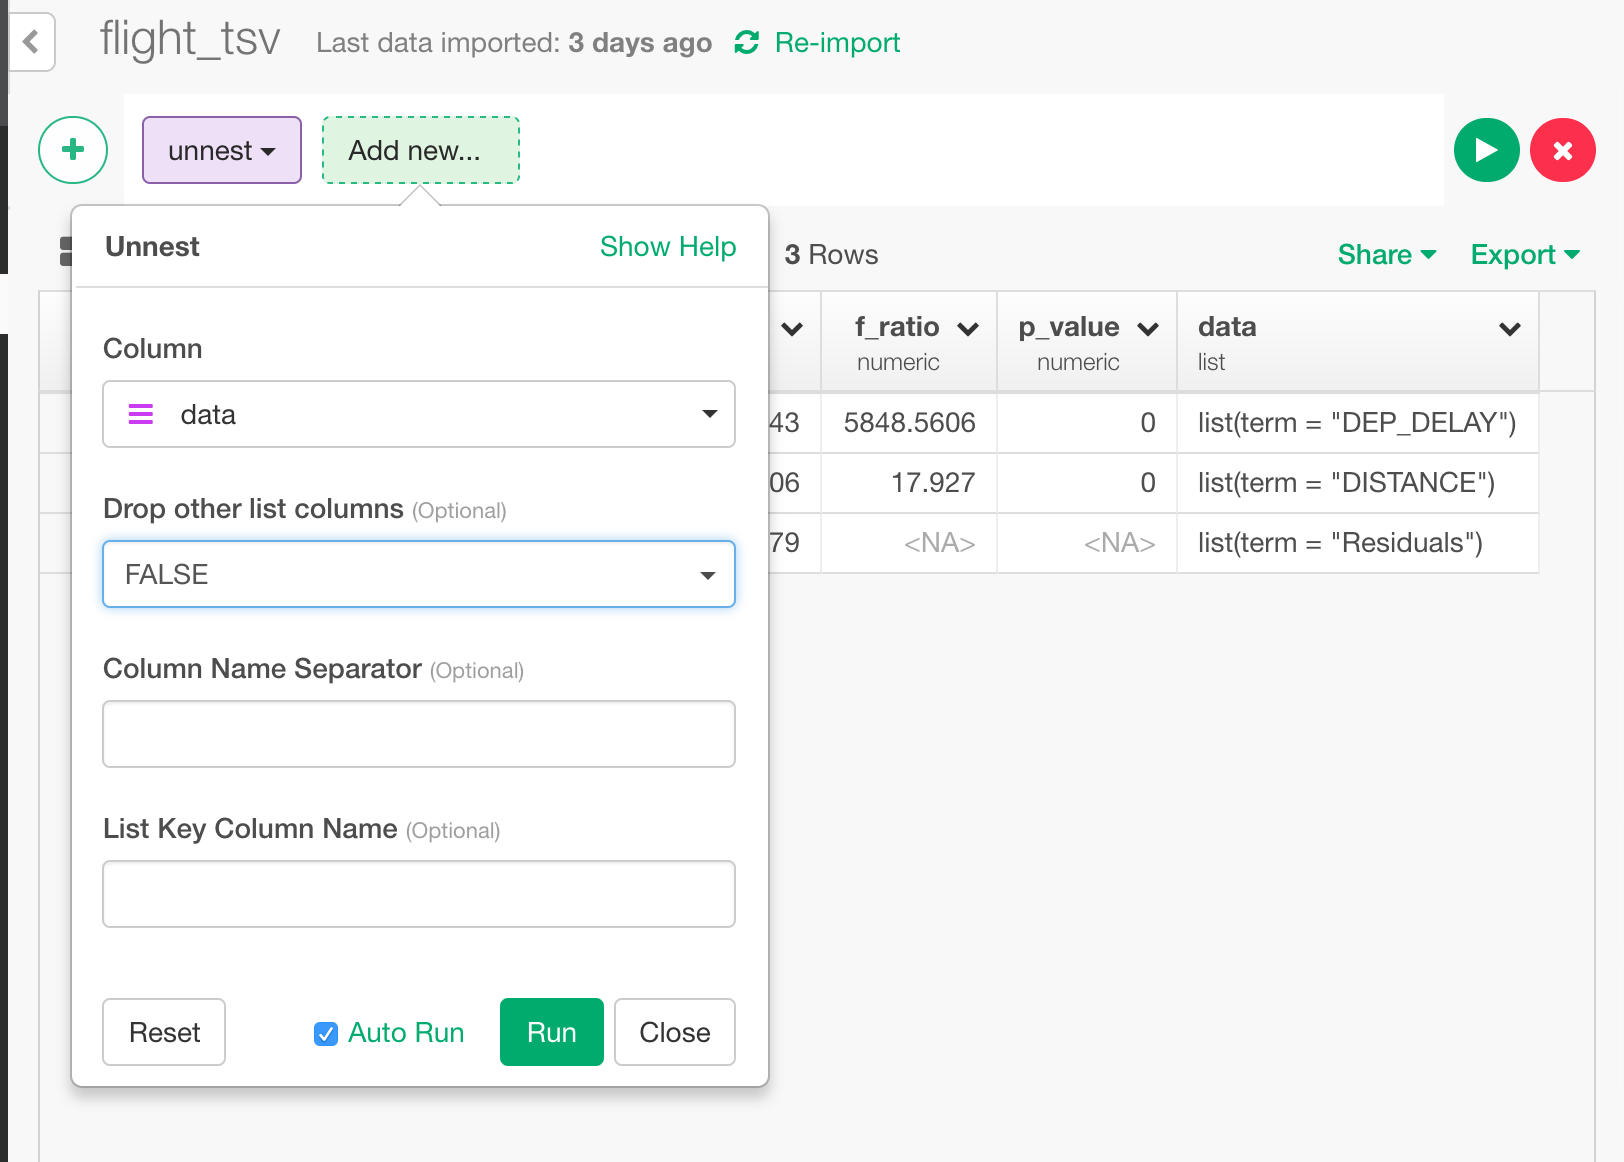 flight_tsv Last data imported: 3 days ago Re-import
unnest Add new...
Unnest Show Help
3 Rows Share Export
Column
data
Drop other list columns (Optional)
FALSE
Column Name Separator (Optional)
List Key Column Name (Optional)
Reset Auto Run Run Close
f_ratio p_value data
numeric numeric list
43 5848.5606 0 list(term = "DEP_DELAY")
06 17.927 0 list(term = "DISTANCE")
79 <NA> <NA> list(term = "Residuals")